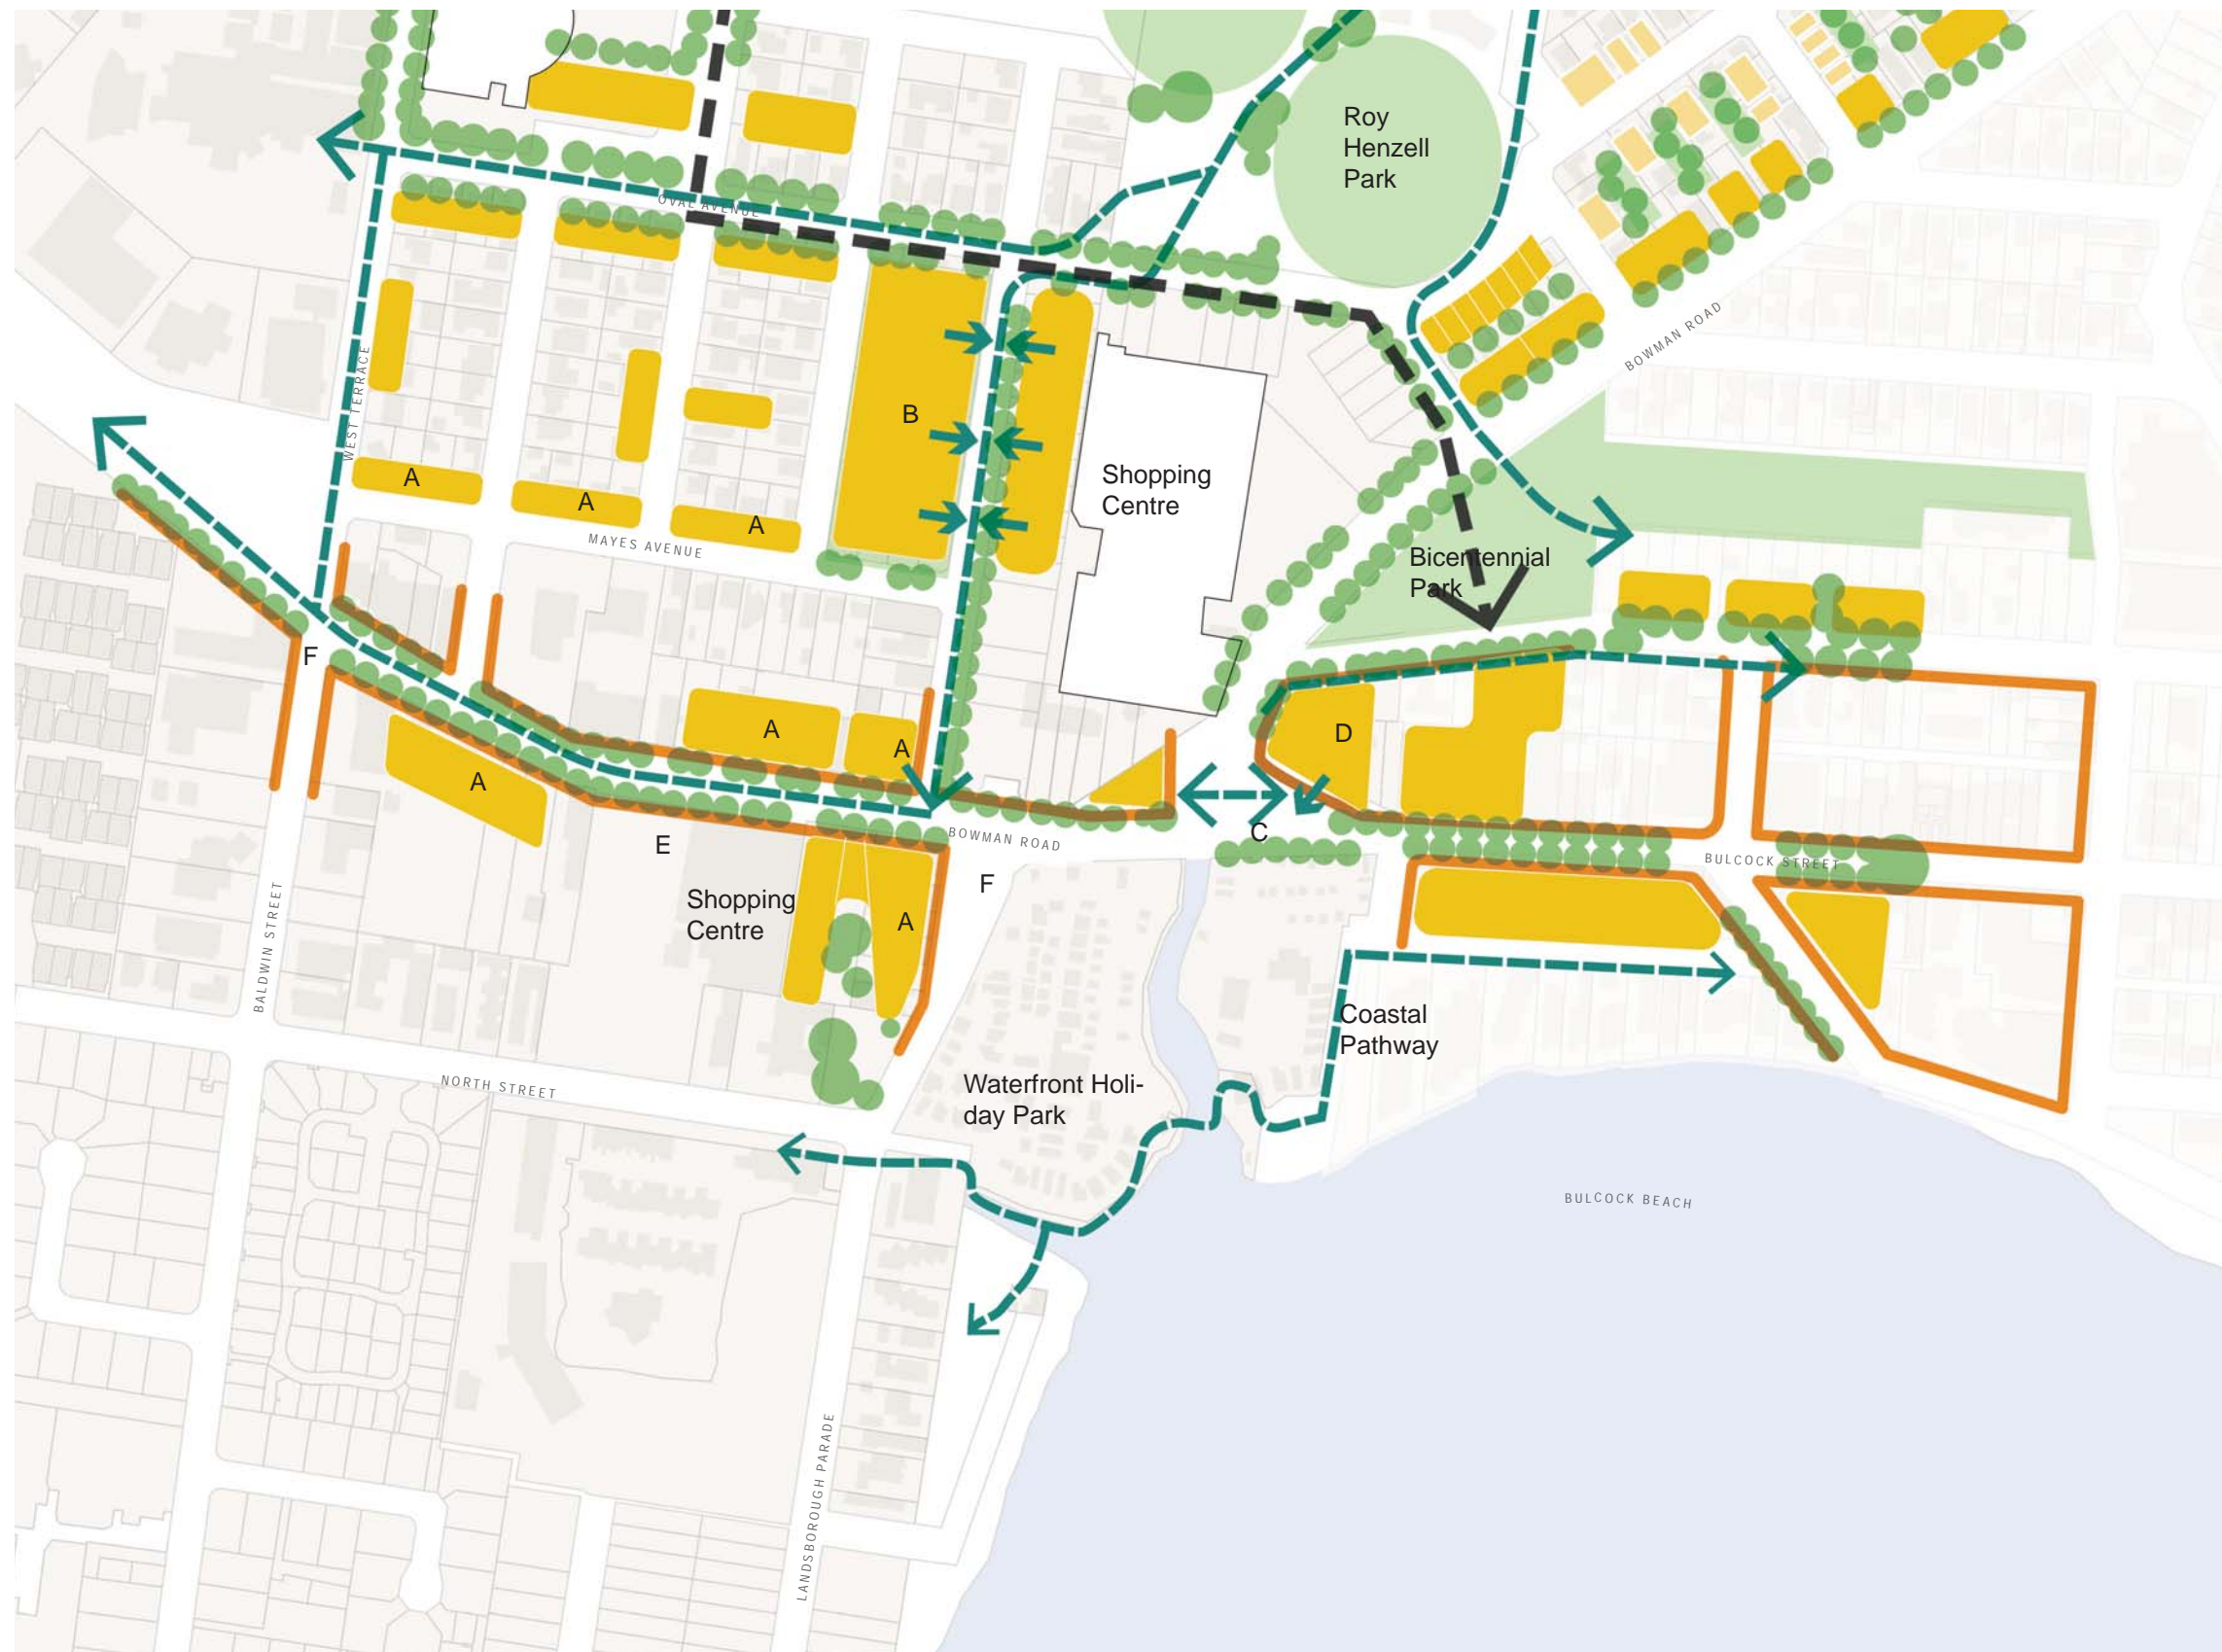 Roy
Henzell
Park
OVAL AVENUE
BOWMAN ROAD
WEST TERRACE
B
A
A
A
Shopping
Centre
MAYES AVENUE
Bicentennial
Park
F
A
A
A
D
E
C
BOWMAN ROAD
BULCOCK STREET
F
Shopping
Centre
A
BALDWIN STREET
Coastal
Pathway
NORTH STREET
Waterfront Holi-
day Park
BULCOCK BEACH
LANDSBOROUGH PARADE